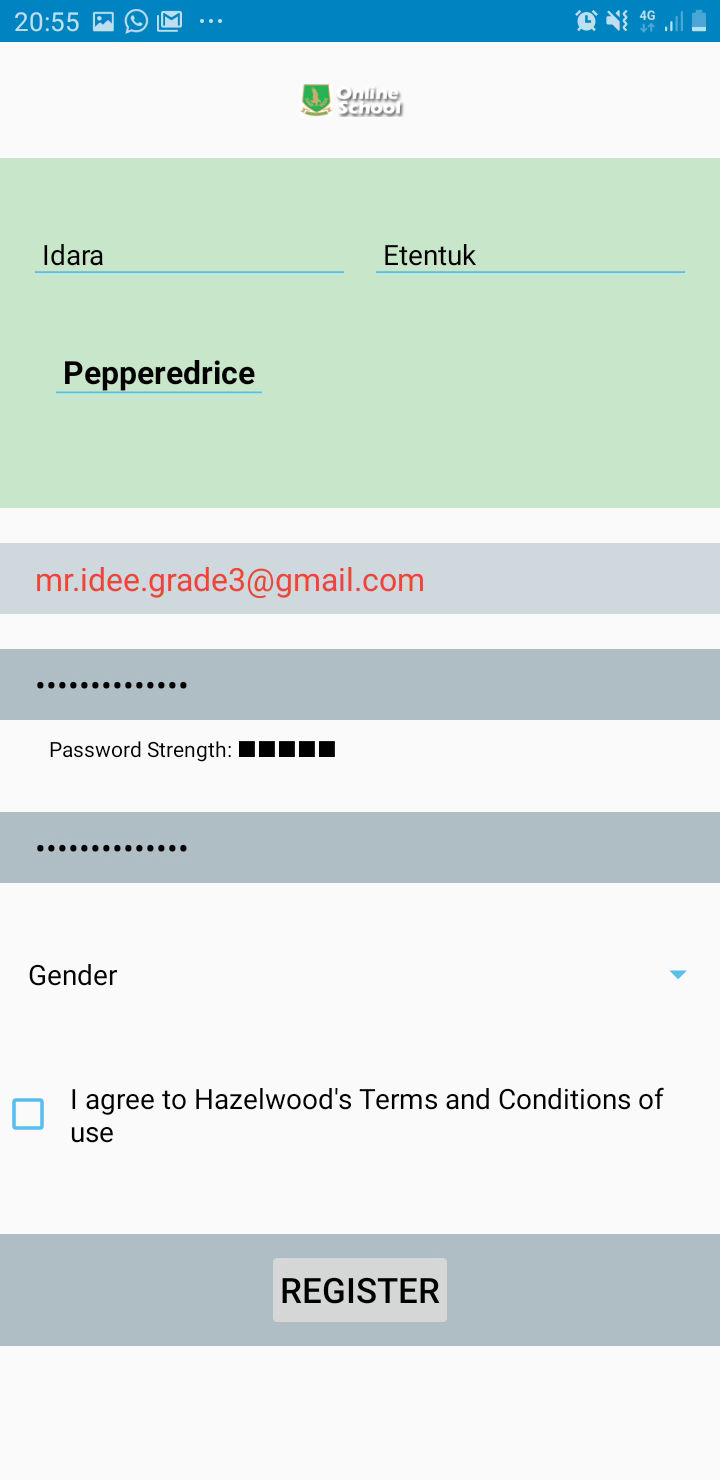 20:55 4G
Online
School
Idara Etentuk
Pepperedrice
mr.idee.grade3@gmail.com
••••••••••••••
Password Strength: ■■■■■
••••••••••••••
Gender
I agree to Hazelwood's Terms and Conditions of
use
REGISTER